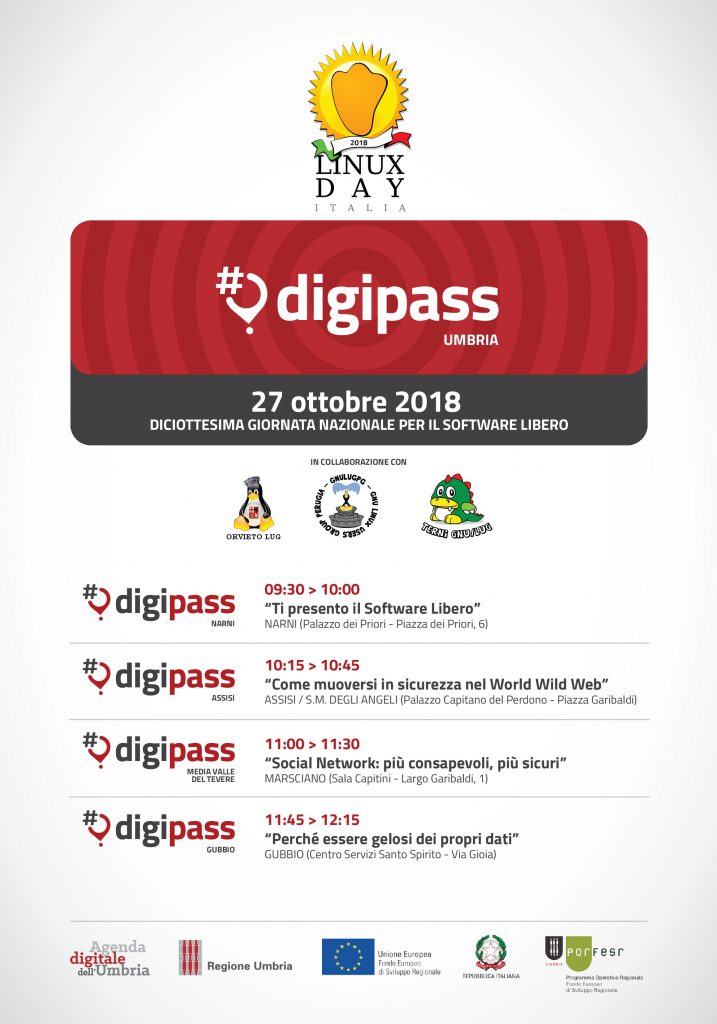 2018
LINUX
DAY
ITALIA
# digipass
UMBRIA
27 ottobre 2018
DICIOTTESIMA GIORNATA NAZIONALE PER IL SOFTWARE LIBERO
IN COLLABORAZIONE CON
ORVIETO LUG
GNULUGPG - GNU LINUX USERS GROUP PERUGIA -
TERNI GNU/LUG
# digipass
NARNI
09:30 > 10:00
“Ti presento il Software Libero”
NARNI (Palazzo dei Priori - Piazza dei Priori, 6)
# digipass
ASSISI
10:15 > 10:45
“Come muoversi in sicurezza nel World Wild Web”
ASSISI / S.M. DEGLI ANGELI (Palazzo Capitano del Perdono - Piazza Garibaldi)
# digipass
MEDIA VALLE
DEL TEVERE
11:00 > 11:30
“Social Network: più consapevoli, più sicuri”
MARSCIANO (Sala Capitini - Largo Garibaldi, 1)
# digipass
GUBBIO
11:45 > 12:15
“Perché essere gelosi dei propri dati”
GUBBIO (Centro Servizi Santo Spirito - Via Gioia)
Agenda
digitale
dell'Umbria
Regione Umbria
Unione Europea
Fondo Europeo
di Sviluppo Regionale
REPUBBLICA ITALIANA
UMBRIA
porfesr
Programma Operativo Regionale
Fondo Europeo
di Sviluppo Regionale